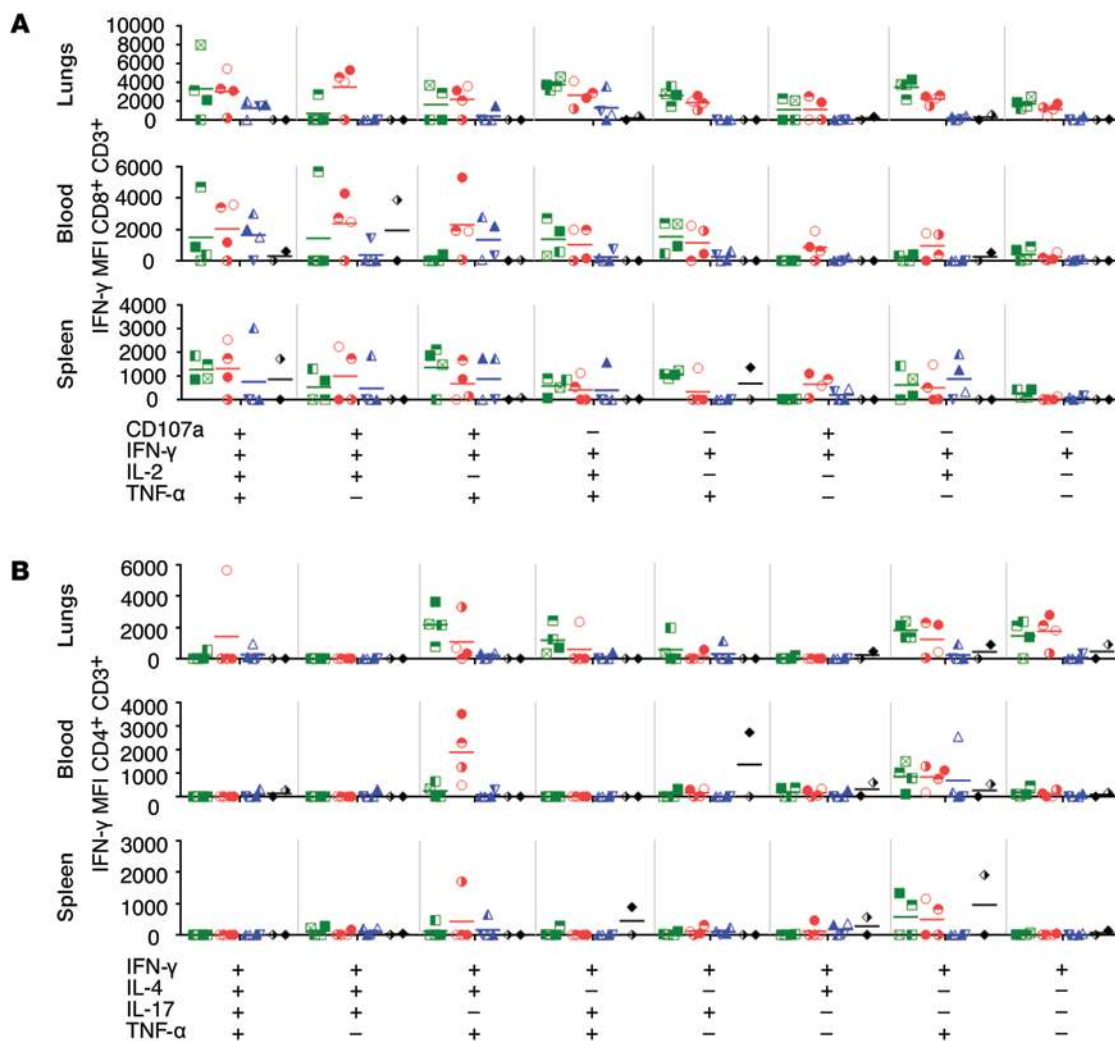 A
Lungs
10000
8000
6000
4000
2000
0
Blood
6000
4000
2000
0
Spleen
4000
3000
2000
1000
0
IFN-γ MFI CD8+ CD3+
CD107a + + + − − + − −
IFN-γ + + + + + + + +
IL-2 + + − + − − + −
TNF-α + − + + + − − −
B
Lungs
6000
4000
2000
0
Blood
4000
3000
2000
1000
0
Spleen
3000
2000
1000
0
IFN-γ MFI CD4+ CD3+
IFN-γ + + + + + + + +
IL-4 + + + − − + − −
IL-17 + + − + + − − −
TNF-α + − + + − − + −